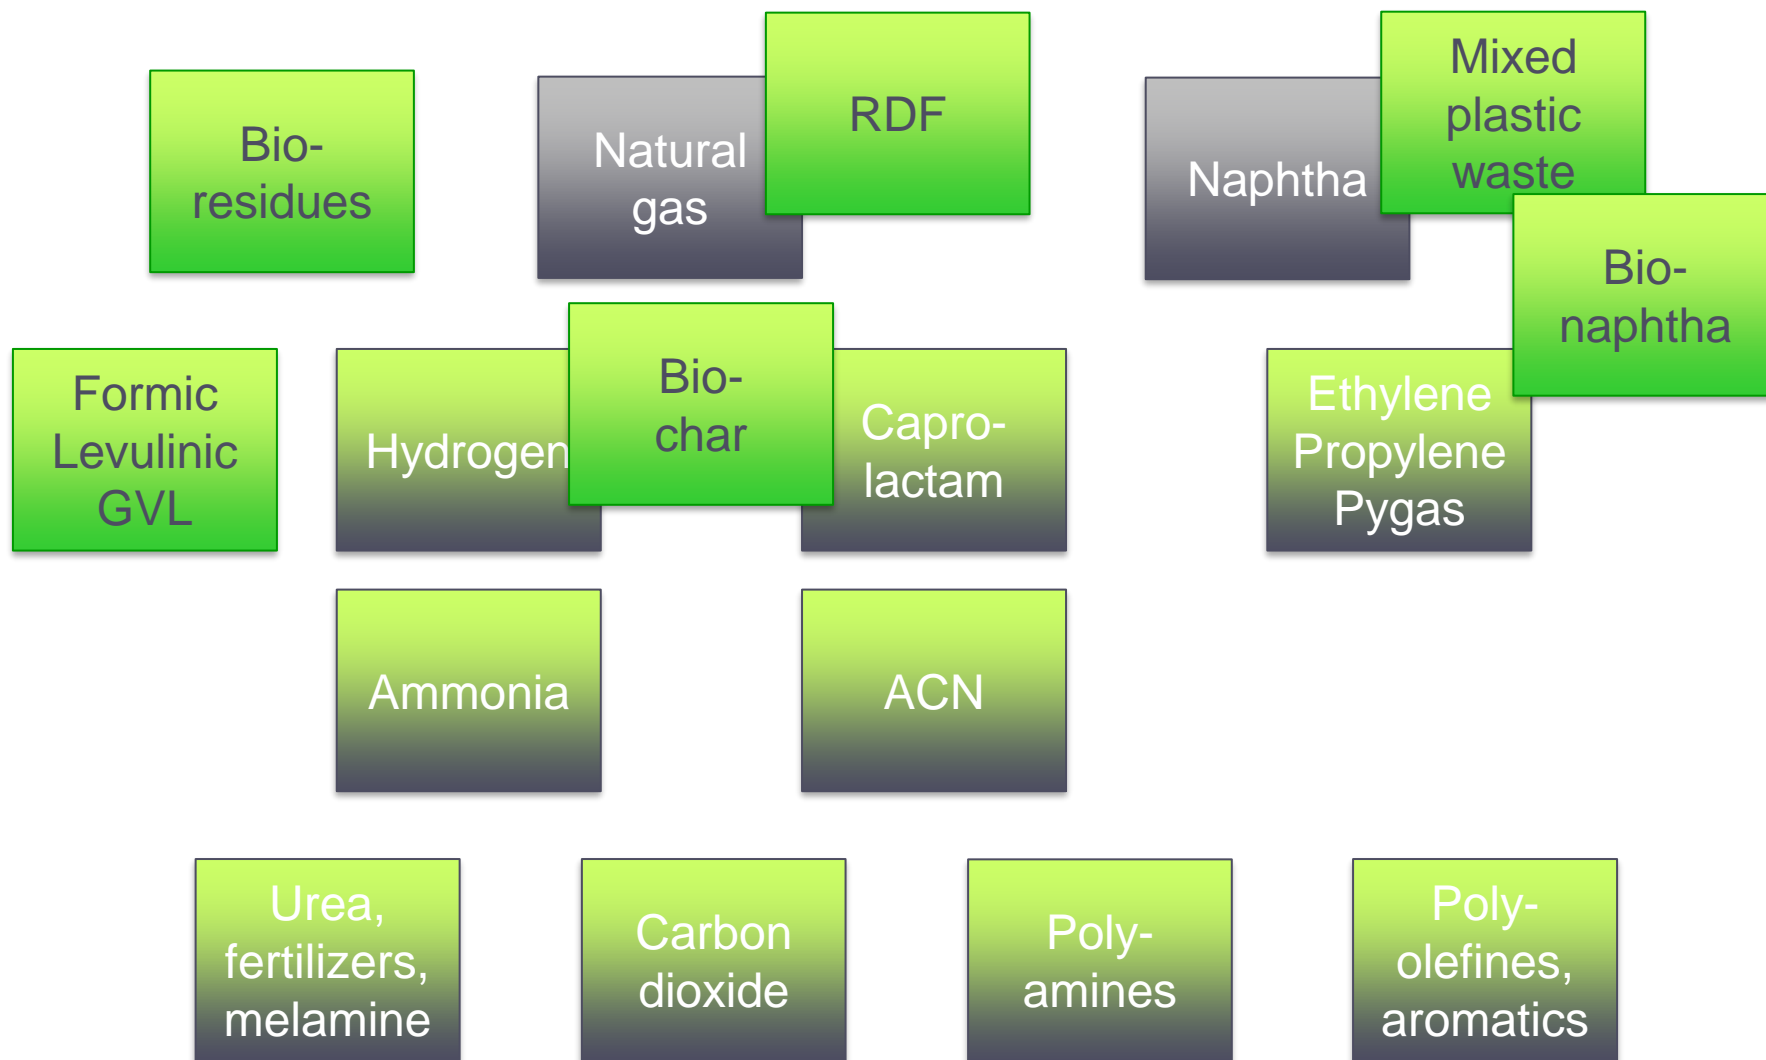 Bio-
residues
Natural
gas
RDF
Naphtha
Mixed
plastic
waste
Bio-
naphtha
Formic
Levulinic
GVL
Hydrogen
Bio-
char
Capro-
lactam
Ethylene
Propylene
Pygas
Ammonia
ACN
Urea,
fertilizers,
melamine
Carbon
dioxide
Poly-
amines
Poly-
olefines,
aromatics